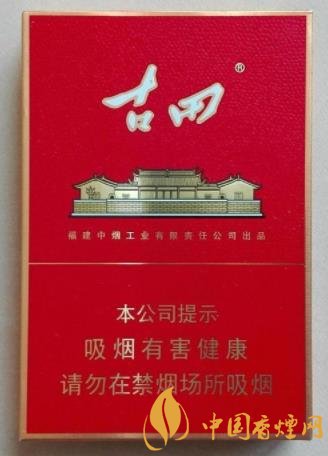 古田®
福建中烟工业有限责任公司出品
本公司提示
吸烟有害健康
请勿在禁烟场所吸烟
中国香烟网